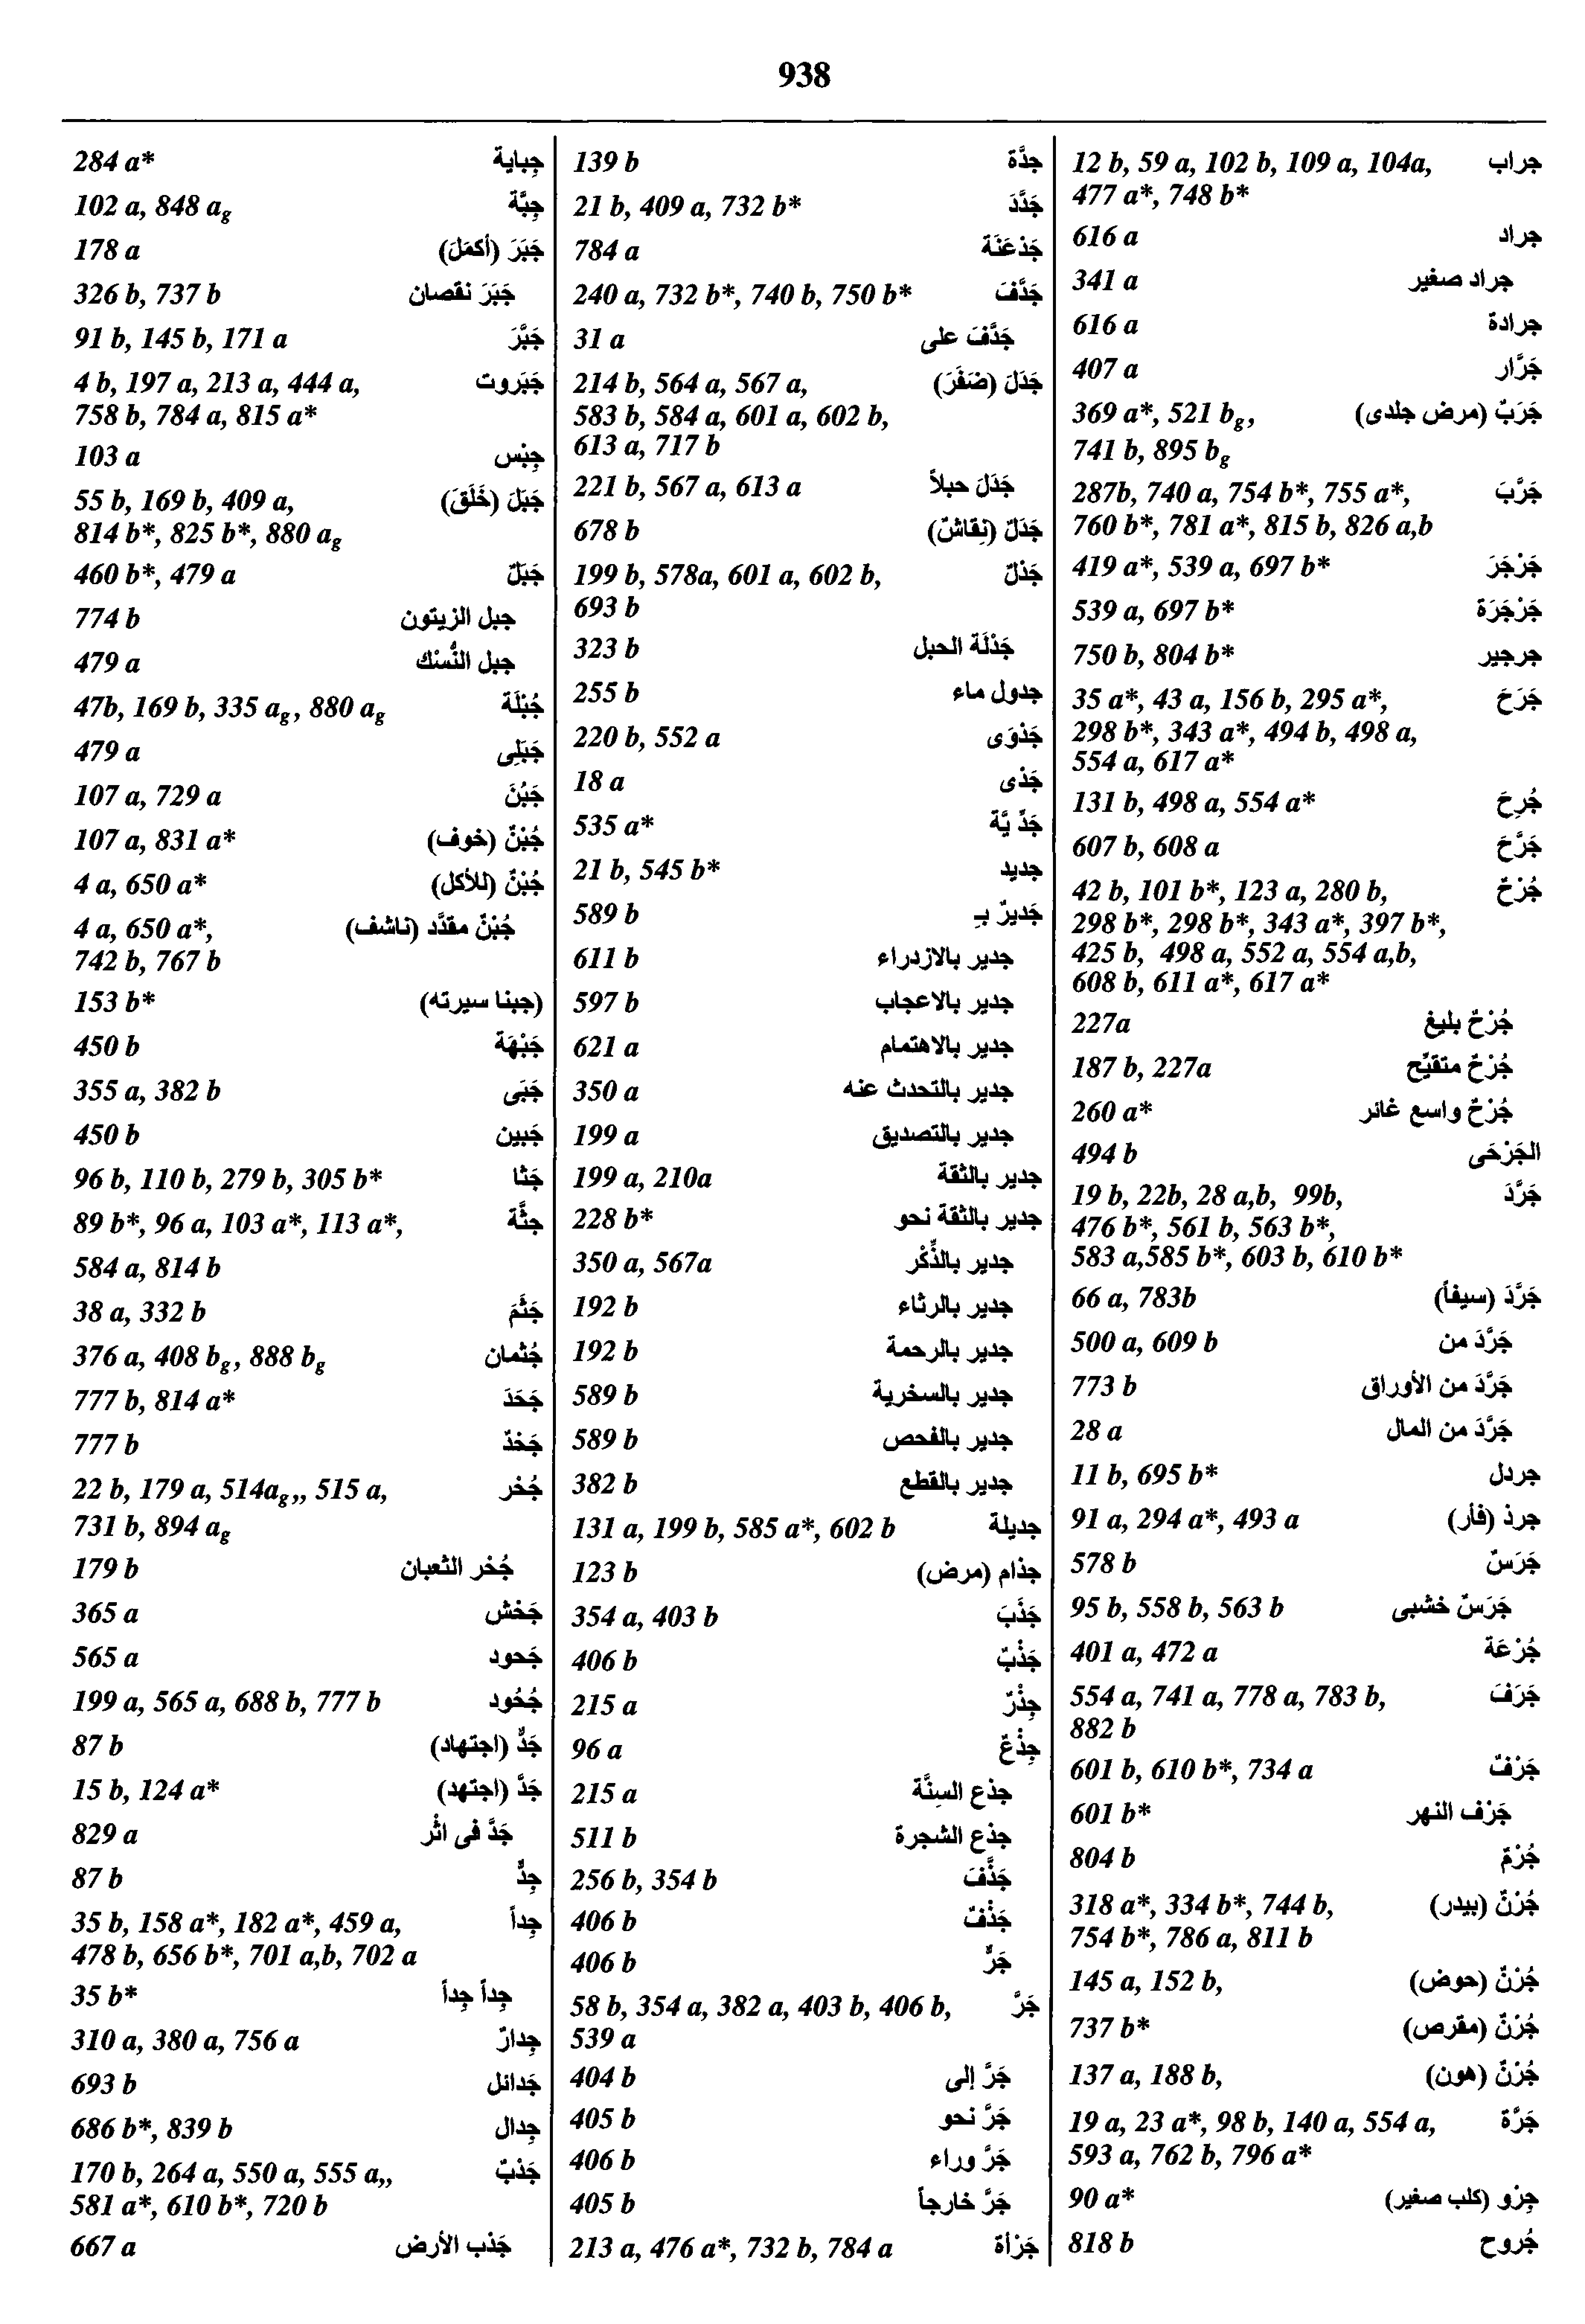 938
284 a* جِباية
102 a, 848 ag جبَّة
178 a جَبَرَ (أكمَلَ)
326 b, 737 b جَبَرَ نقصان
91 b, 145 b, 171 a جَبَّرَ
4 b, 197 a, 213 a, 444 a, جَبَروت
758 b, 784 a, 815 a*
103 a جِبْس
55 b, 169 b, 409 a, جَبَلَ (خَلَقَ)
814 b*, 825 b*, 880 ag
460 b*, 479 a جَبَلٌ
774 b جبل الزيتون
479 a جبل النُّسْك
47b, 169 b, 335 ag, 880 ag جُبْلَة
479 a جَبَلِى
107 a, 729 a جَبُنَ
107 a, 831 a* جُبْنٌ (خوف)
4 a, 650 a* جُبْنٌ (للأكل)
4 a, 650 a*, جُبْنٌ مقدَّد (ناشف)
742 b, 767 b
153 b* (جبنا سيرته)
450 b جَبْهَة
355 a, 382 b جَبَى
450 b جَبين
96 b, 110 b, 279 b, 305 b* جَثا
89 b*, 96 a, 103 a*, 113 a*, جثَّة
584 a, 814 b
38 a, 332 b جَثَمَ
376 a, 408 bg, 888 bg جُثمان
777 b, 814 a* جَحَدَ
777 b جَحْدٌ
22 b, 179 a, 514ag,, 515 a, جُحْر
731 b, 894 ag
179 b جُحْر الثعبان
365 a جَحْش
565 a جَحود
199 a, 565 a, 688 b, 777 b جُحُود
87 b جَدٌّ (اجتهاد)
15 b, 124 a* جَدَّ (اجتهد)
829 a جَدَّ فى اثْر
87 b جِدٌّ
35 b, 158 a*, 182 a*, 459 a, جِداً
478 b, 656 b*, 701 a,b, 702 a
35 b* جِداً جِداً
310 a, 380 a, 756 a جِدارٌ
693 b جَدائل
686 b*, 839 b جِدال
170 b, 264 a, 550 a, 555 a,, جَدْبٌ
581 a*, 610 b*, 720 b
667 a جَدْب الأرض
139 b جدَّة
21 b, 409 a, 732 b* جَدَّدَ
784 a جَدْعَنَة
240 a, 732 b*, 740 b, 750 b* جَدَّفَ
31 a جَدَّفَ على
214 b, 564 a, 567 a, جَدَلَ (ضَفَرَ)
583 b, 584 a, 601 a, 602 b,
613 a, 717 b
221 b, 567 a, 613 a جَدَلَ حبلاً
678 b جَدَلٌ (نِقاشٌ)
199 b, 578a, 601 a, 602 b, جَدْلٌ
693 b
323 b جَدْلَة الحبل
255 b جدول ماء
220 b, 552 a جَدْوَى
18 a جَدْى
535 a* جَدِّ يَّة
21 b, 545 b* جديد
589 b جَديرٌ بـِ
611 b جدير بالازدراء
597 b جدير بالاعجاب
621 a جدير بالاهتمام
350 a جدير بالتحدث عنه
199 a جدير بالتصديق
199 a, 210a جدير بالثقة
228 b* جدير بالثقة نحو
350 a, 567a جدير بالذِّكْر
192 b جدير بالرثاء
192 b جدير بالرحمة
589 b جدير بالسخرية
589 b جدير بالفحص
382 b جدير بالقطع
131 a, 199 b, 585 a*, 602 b جديلة
123 b جذام (مرض)
354 a, 403 b جَذَبَ
406 b جَذْبٌ
215 a جِذْرٌ
96 a جِذْعٌ
215 a جذع السِنَّة
511 b جذع الشجرة
256 b, 354 b جَذَّفَ
406 b جَذْفٌ
406 b جَرٌّ
58 b, 354 a, 382 a, 403 b, 406 b, جَرَّ
539 a
404 b جَرَّ إلى
405 b جَرَّ نحو
406 b جَرَّ وراء
405 b جَرَّ خارجاً
213 a, 476 a*, 732 b, 784 a جَرْأة
12 b, 59 a, 102 b, 109 a, 104a, جراب
477 a*, 748 b*
616 a جراد
341 a جراد صغير
616 a جرادة
407 a جَرَّار
369 a*, 521 bg, جَرَبٌ (مرض جلدى)
741 b, 895 bg
287b, 740 a, 754 b*, 755 a*, جَرَّبَ
760 b*, 781 a*, 815 b, 826 a,b
419 a*, 539 a, 697 b* جَرْجَرَ
539 a, 697 b* جَرْجَرَة
750 b, 804 b* جرجير
35 a*, 43 a, 156 b, 295 a*, جَرَحَ
298 b*, 343 a*, 494 b, 498 a,
554 a, 617 a*
131 b, 498 a, 554 a* جُرِحَ
607 b, 608 a جَرَّحَ
42 b, 101 b*, 123 a, 280 b, جُرْحٌ
298 b*, 298 b*, 343 a*, 397 b*,
425 b, 498 a, 552 a, 554 a,b,
608 b, 611 a*, 617 a*
227a جُرْحٌ بليغ
187 b, 227a جُرْحٌ متقيِّح
260 a* جُرْحٌ واسع غائر
494 b الجَرْحَى
19 b, 22b, 28 a,b, 99b, جَرَّدَ
476 b*, 561 b, 563 b*,
583 a,585 b*, 603 b, 610 b*
66 a, 783b جَرَّدَ (سيفاً)
500 a, 609 b جَرَّدَ من
773 b جَرَّدَ من الأوراق
28 a جَرَّدَ من المال
11 b, 695 b* جردل
91 a, 294 a*, 493 a جرذ (فأر)
578 b جَرَسٌ
95 b, 558 b, 563 b جَرَسٌ خشبى
401 a, 472 a جُرْعَة
554 a, 741 a, 778 a, 783 b, جَرَفَ
882 b
601 b, 610 b*, 734 a جَرْفٌ
601 b* جَرْف النهر
804 b جُرْمٌ
318 a*, 334 b*, 744 b, جُرْنٌ (بيدر)
754 b*, 786 a, 811 b
145 a, 152 b, جُرْنٌ (حوض)
737 b* جُرْنٌ (مقرص)
137 a, 188 b, جُرْنٌ (هون)
19 a, 23 a*, 98 b, 140 a, 554 a, جَرَّة
593 a, 762 b, 796 a*
90 a* جِرْو (كلب صغير)
818 b جُروح